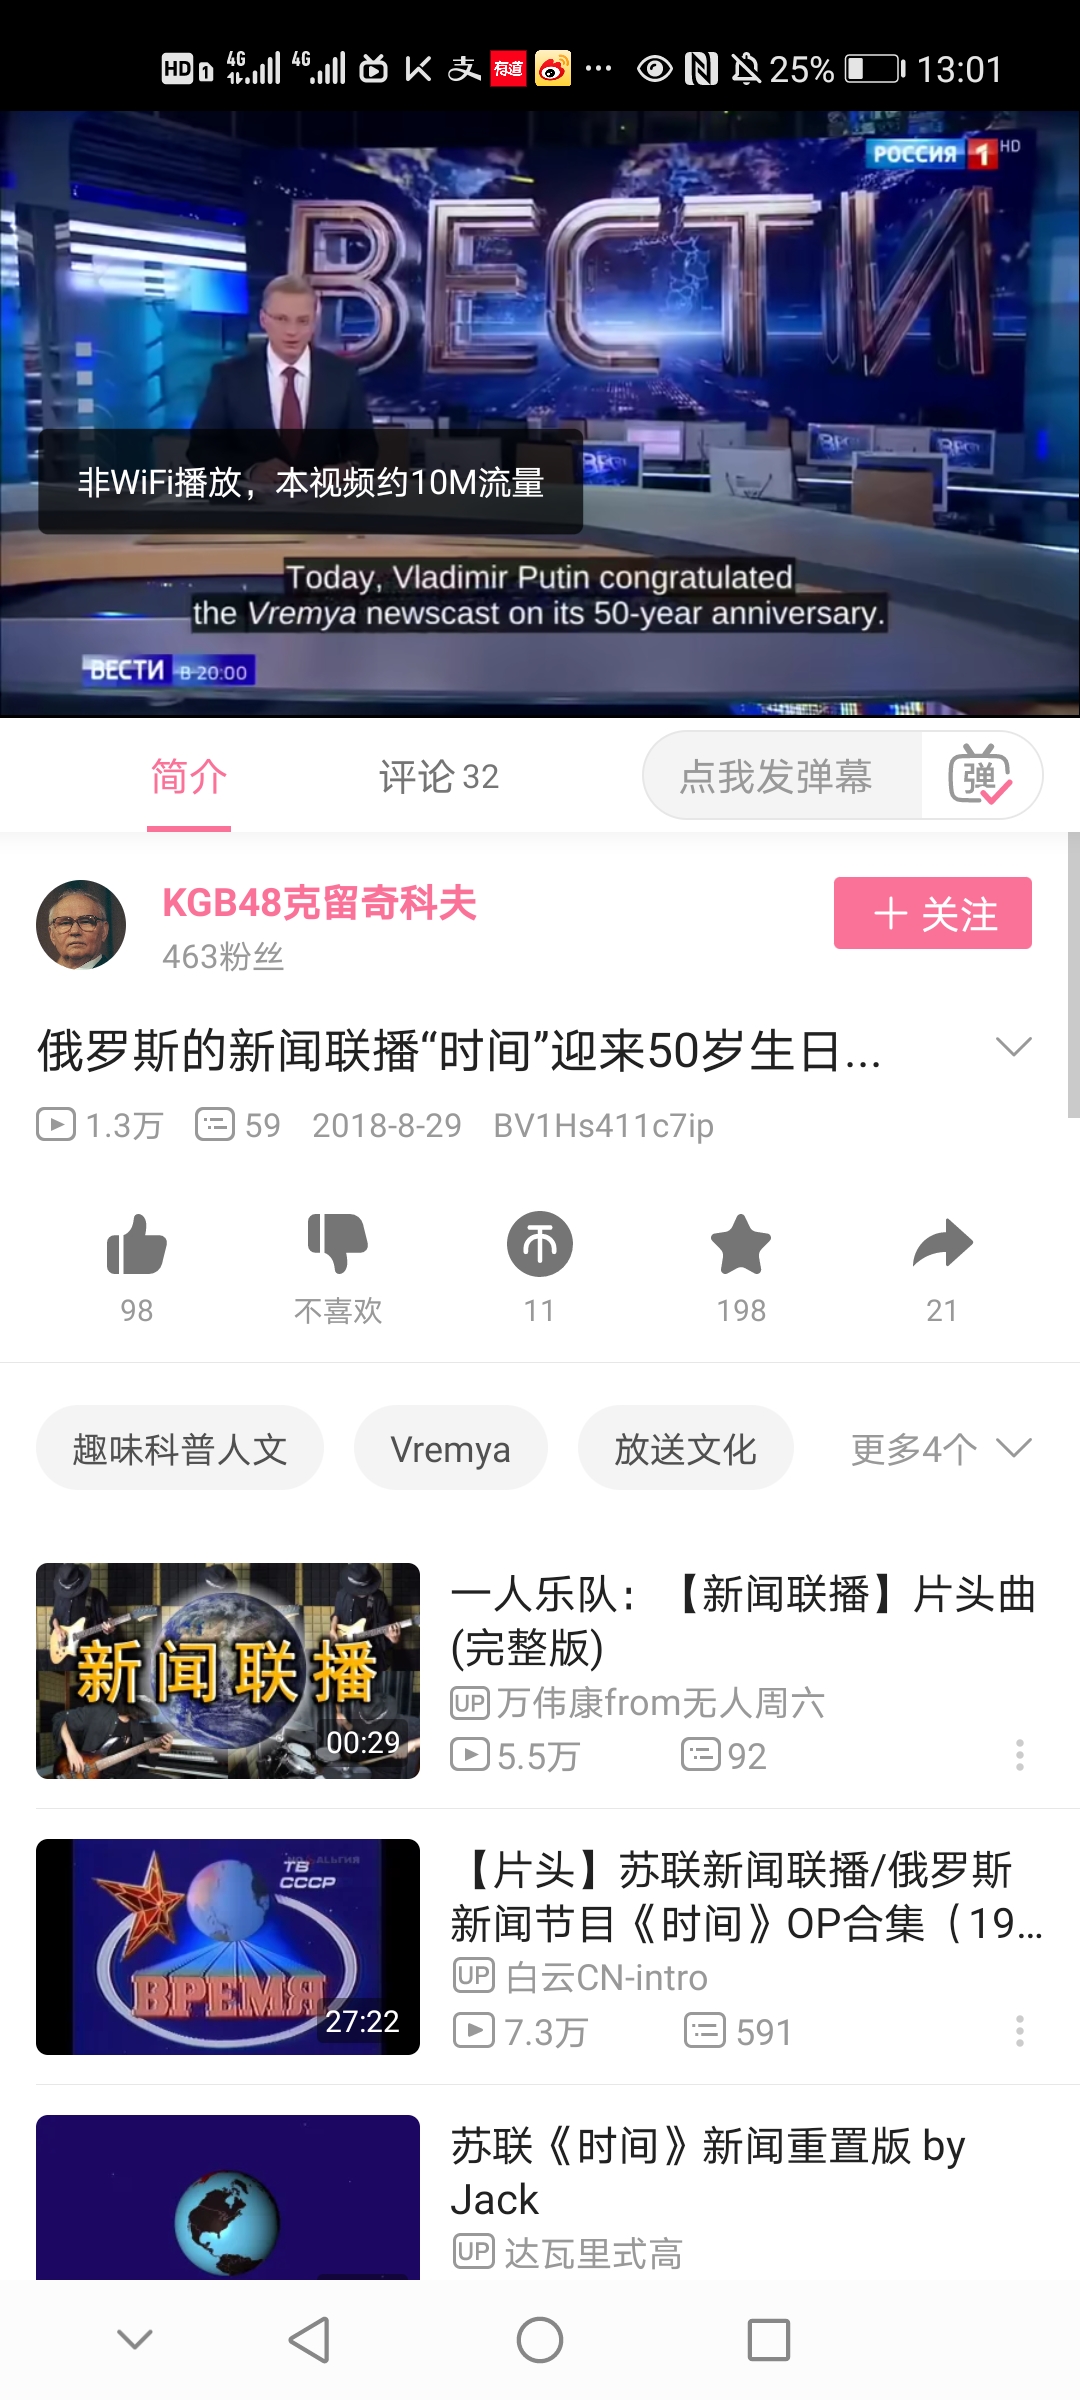 HD 1 4G 4G 支 有道 ... 25% 13:01
РОССИЯ 1 HD
ВЕСТИ
ВЕСТИ ВЕСТИ ВЕСТИ
非WiFi播放，本视频约10M流量
Today, Vladimir Putin congratulated
the Vremya newscast on its 50-year anniversary.
ВЕСТИ В 20:00
简介 评论 32 点我发弹幕 弹
KGB48克留奇科夫
+ 关注
463粉丝
俄罗斯的新闻联播“时间”迎来50岁生日...
1.3万 59 2018-8-29 BV1Hs411c7ip
98 不喜欢 11 198 21
趣味科普人文 Vremya 放送文化 更多4个
新闻联播
00:29
一人乐队：【新闻联播】片头曲
(完整版)
UP 万伟康from无人周六
5.5万 92
ТВ
СССР
ВРЕМЯ
27:22
【片头】苏联新闻联播/俄罗斯
新闻节目《时间》OP合集（19...
UP 白云CN-intro
7.3万 591
苏联《时间》新闻重置版 by
Jack
UP 达瓦里式高